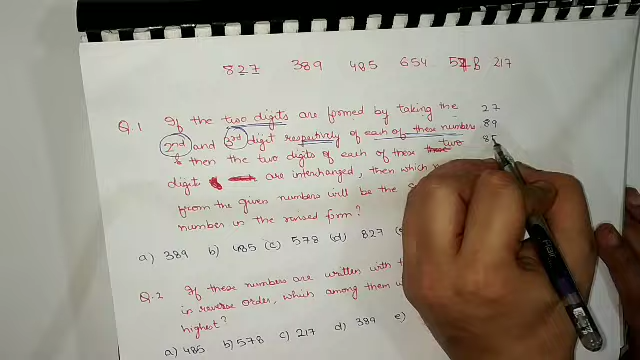 827 389 485 654 578 217
Q.1 If the two digits are formed by taking the 27
2nd and 3rd digit respectively of each of these numbers 89
& then the two digits of each of these two 85
digit are interchanged, then which
from the given numbers will be the
number in the raised form?
a) 389 b) 485 (c) 578 (d) 827 (e
Q.2 If these numbers are written with
in reverse order, which among them
highest?
a) 485 b) 578 c) 217 d) 389 e)